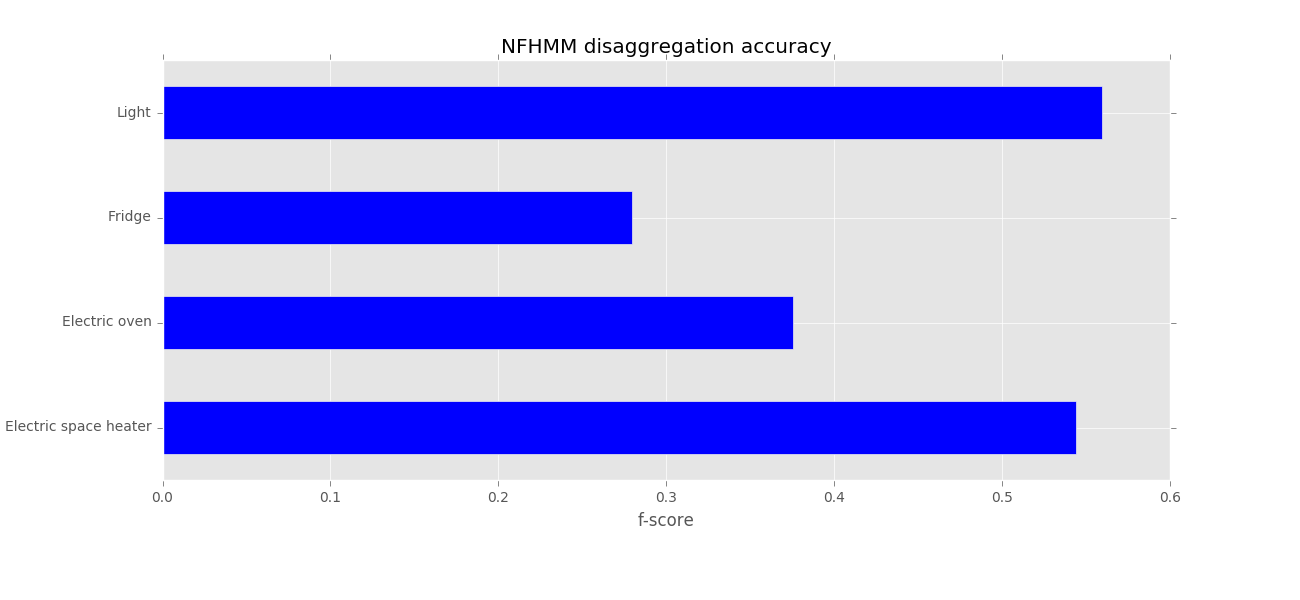 NFHMM disaggregation accuracy
Light
Fridge
Electric oven
Electric space heater
0.0 0.1 0.2 0.3 0.4 0.5 0.6
f-score